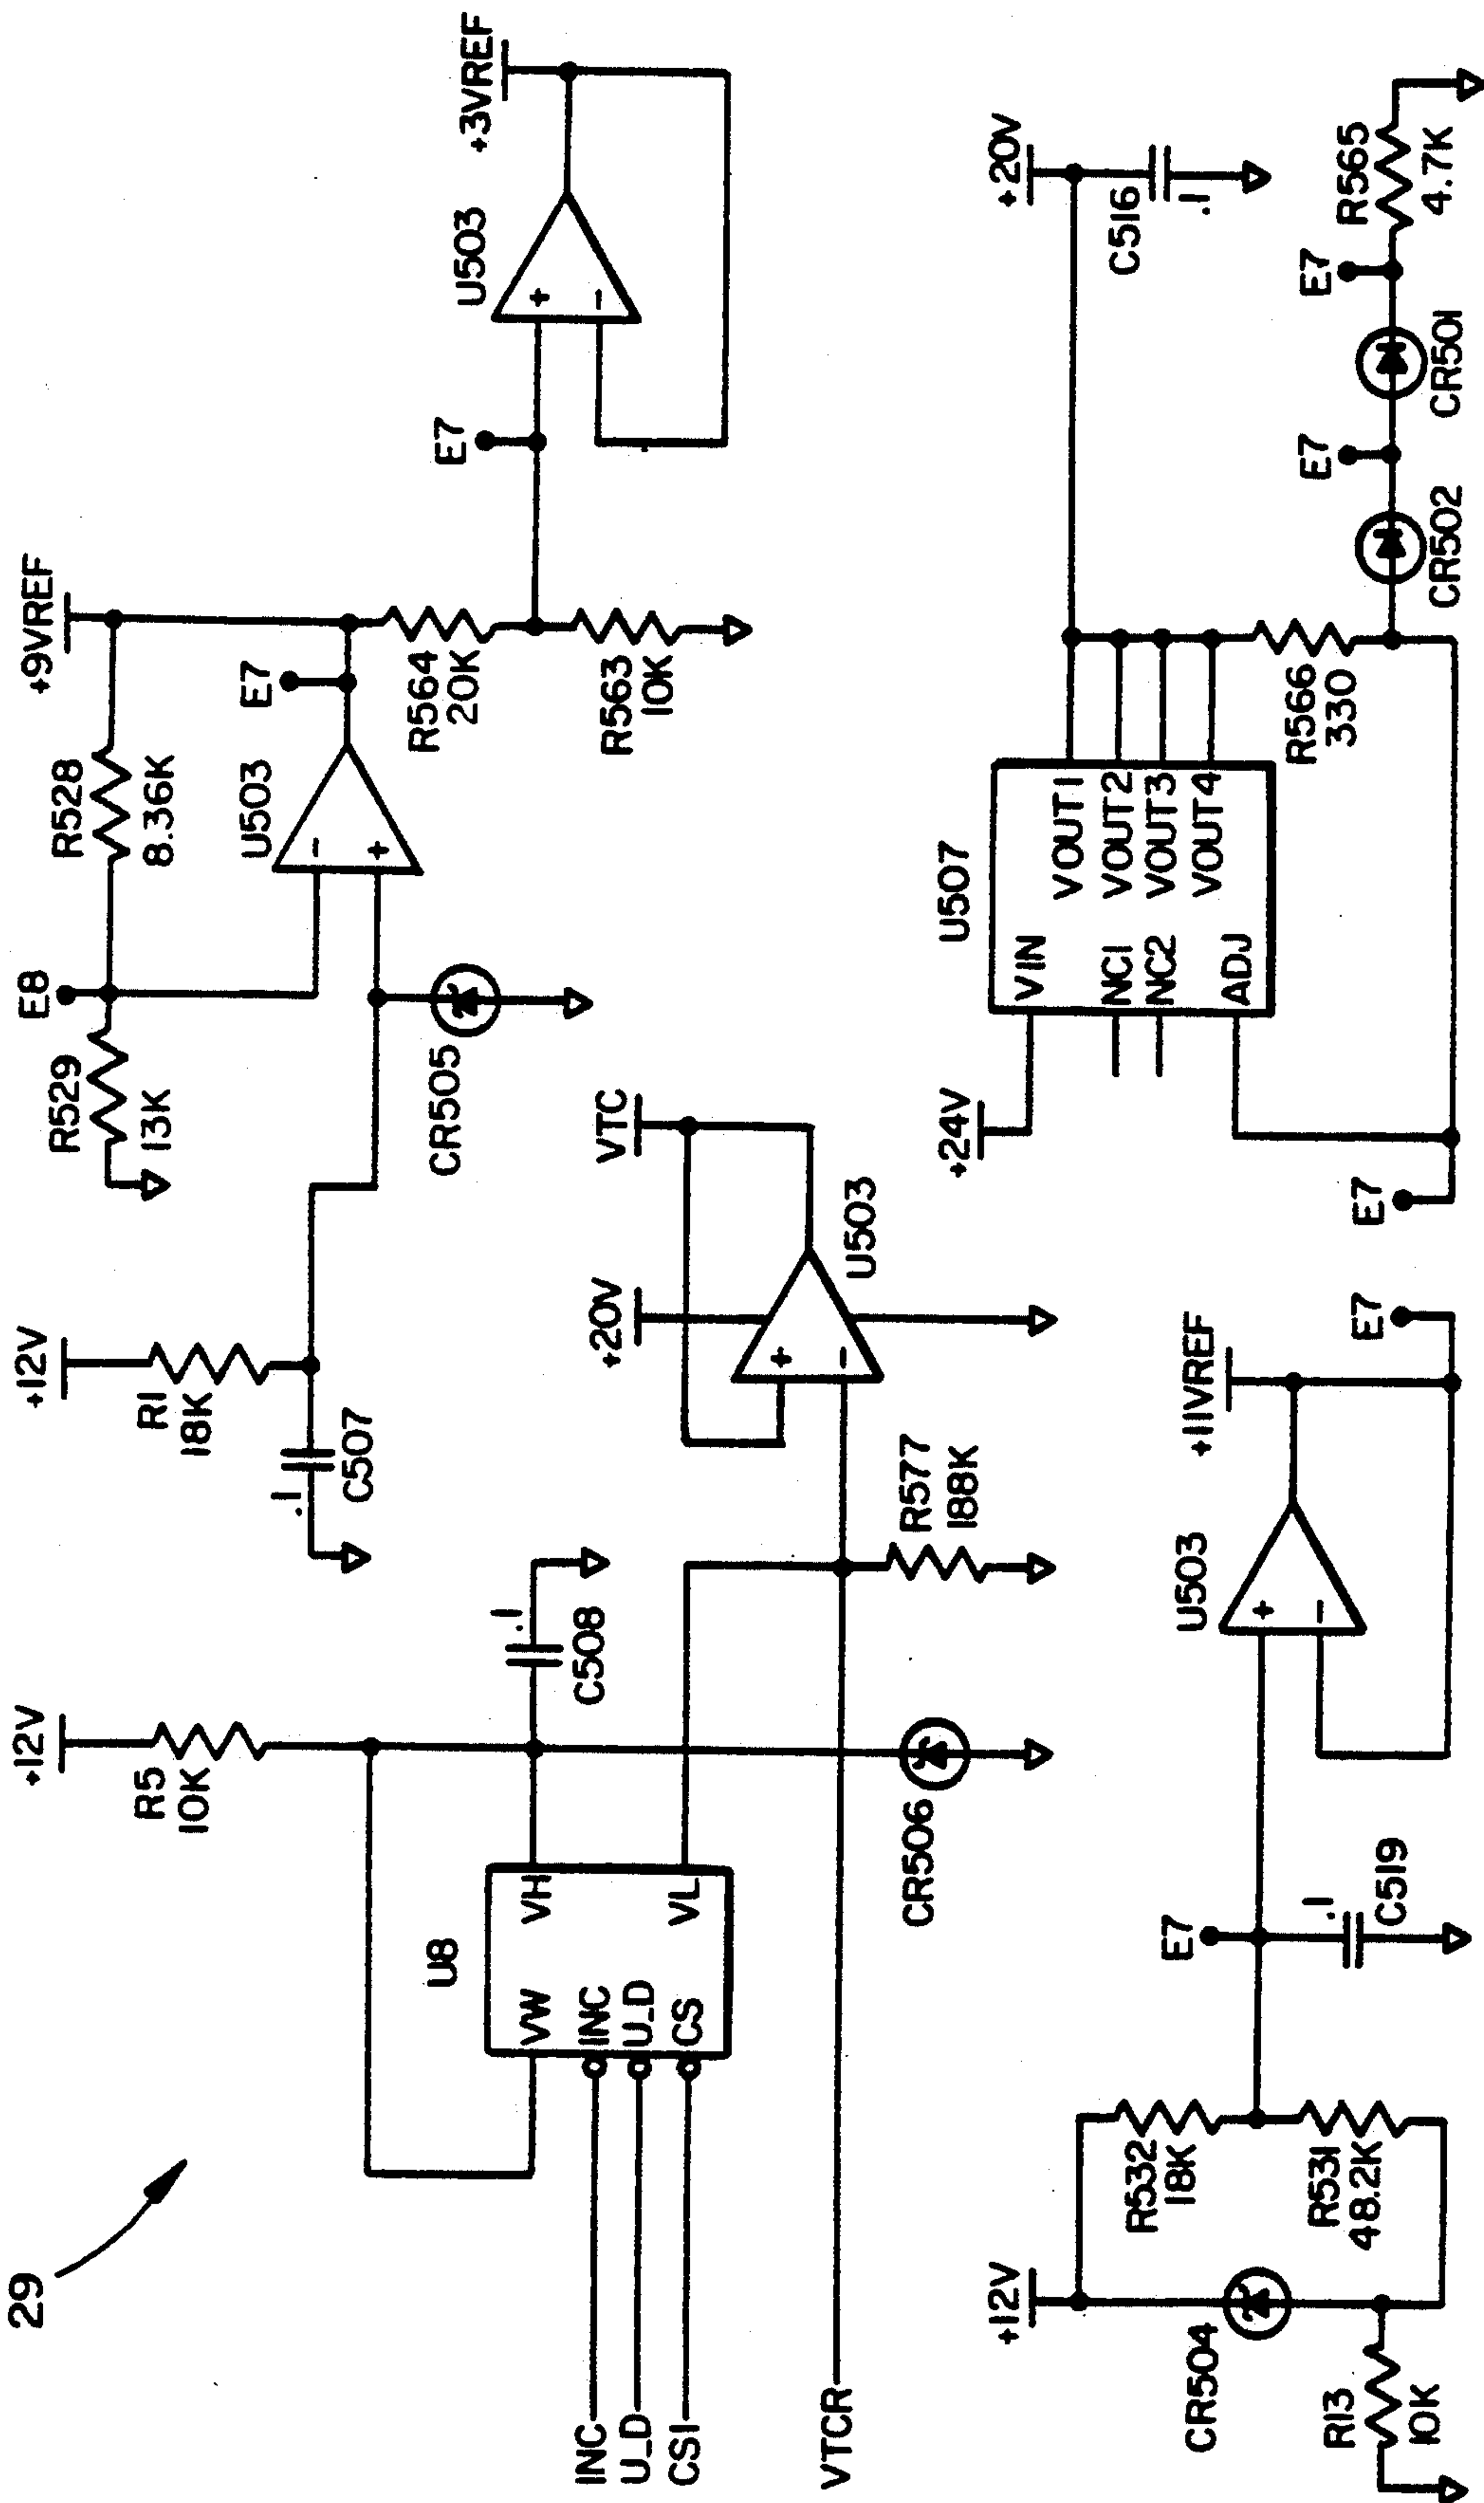 29
+12V
R5
10K
U8
VW
VH
INC
U_D
CS
VL
INC
U_D
CS1
VTCR
.1
C508
CR506
R577
188K
+12V
R1
18K
.1
C507
R529
13K
E8
R528
8.36K
+9VREF
U503
-
+
E7
CR505
R564
20K
R563
10K
E7
U503
+
-
+3VREF
+20V
VTC
U503
+
-
+12V
CR504
R13
10K
R532
18K
R531
48.2K
E7
.1
C519
U503
+
-
+11VREF
E7
+24V
U507
VIN
NC1
NC2
ADJ
VOUT1
VOUT2
VOUT3
VOUT4
E7
R566
330
+20V
C516
.1
CR502
E7
CR501
E7
R565
4.7K